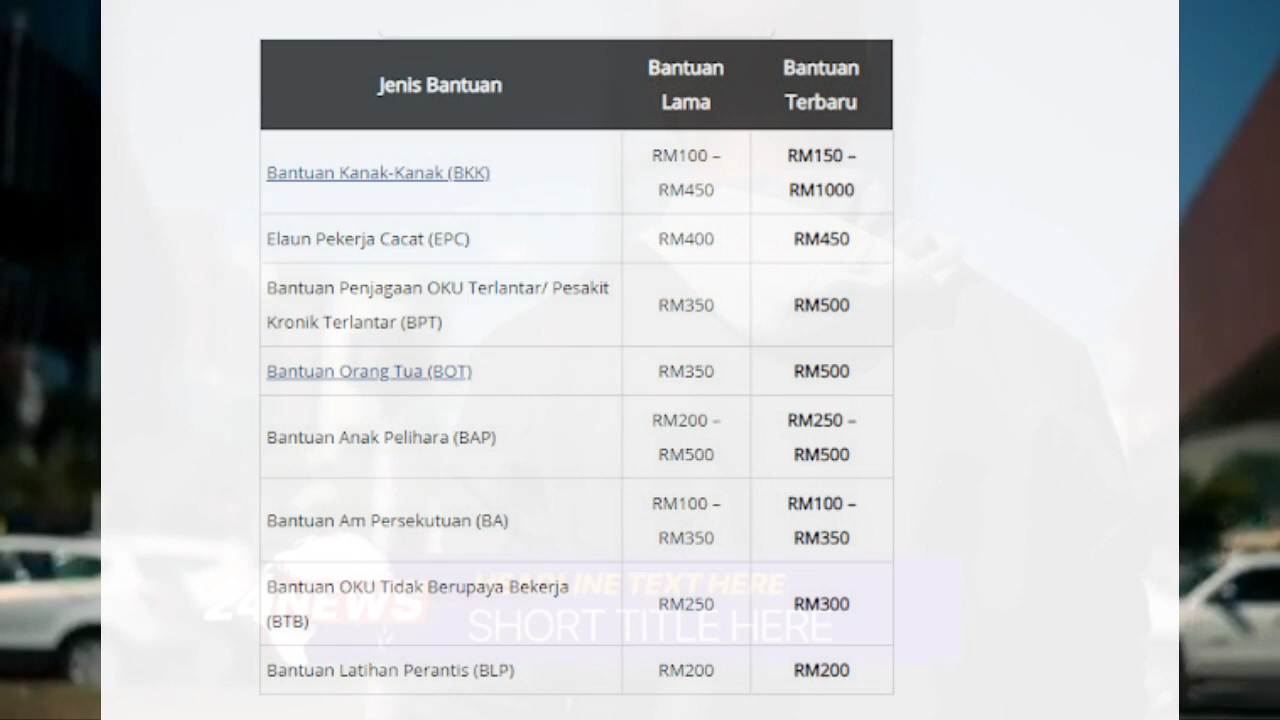 Jenis Bantuan
Bantuan
Lama
Bantuan
Terbaru
Bantuan Kanak-Kanak (BKK)
RM100 –
RM450
RM150 –
RM1000
Elaun Pekerja Cacat (EPC)
RM400
RM450
Bantuan Penjagaan OKU Terlantar/ Pesakit
Kronik Terlantar (BPT)
RM350
RM500
Bantuan Orang Tua (BOT)
RM350
RM500
Bantuan Anak Pelihara (BAP)
RM200 –
RM500
RM250 –
RM500
Bantuan Am Persekutuan (BA)
RM100 –
RM350
RM100 –
RM350
Bantuan OKU Tidak Berupaya Bekerja
(BTB)
RM250
RM300
Bantuan Latihan Perantis (BLP)
RM200
RM200
24 NEWS
HEADLINE TEXT HERE
SHORT TITLE HERE